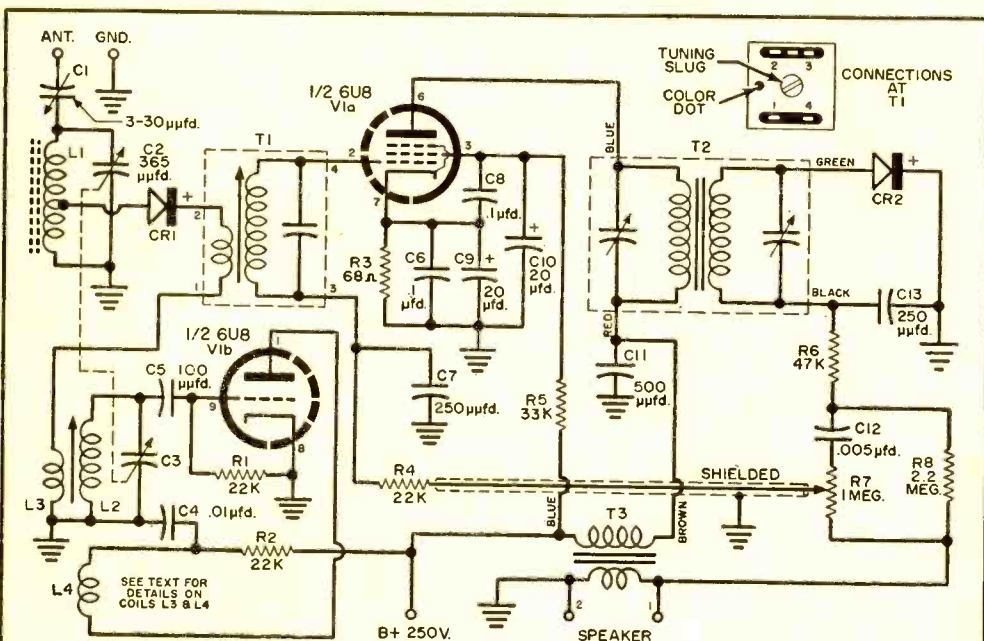 ANT. GND.
C1
3-30µµfd.
L1
C2
365
µµfd.
CR1
+
2
T1
4
3
1/2 6U8
V1a
6
2
3
7
R3
68Ω
C6
.1
µfd.
C8
.1µfd.
C9
+
20
µfd.
C10
+
20
µfd.
BLUE
TUNING
SLUG
COLOR
DOT
2 3
1 4
CONNECTIONS
AT
T1
T2
GREEN
+
CR2
BLACK
C13
250
µµfd.
RED
C11
500
µµfd.
R6
47K
C12
.005µfd.
R7
1 MEG.
R8
2.2
MEG.
1/2 6U8
V1b
1
9
8
C5 100
µµfd.
R1
22K
C3
C7
250µµfd.
R5
33K
R4
22K
SHIELDED
L3
L2
C4 .01µfd.
R2
22K
BLUE
T3
BROWN
L4
SEE TEXT FOR
DETAILS ON
COILS L3 & L4
B+ 250V.
2 1
SPEAKER